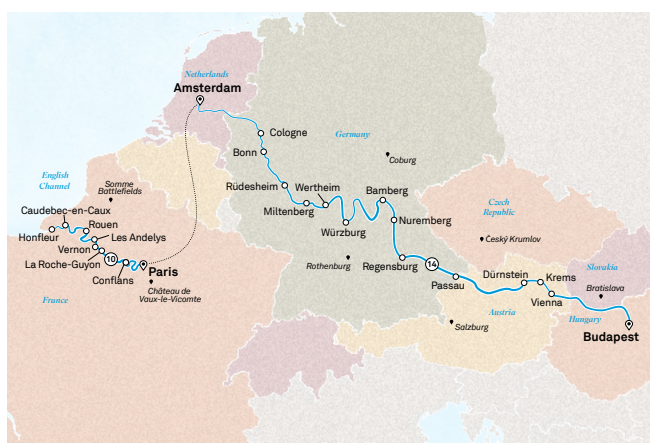 Netherlands
Amsterdam
Cologne
Germany
Bonn
Coburg
English
Channel
Somme
Battlefields
Rüdesheim
Wertheim
Bamberg
Miltenberg
Czech
Republic
Caudebec-en-Caux
Rouen
Honfleur
Les Andelys
Vernon
La Roche-Guyon
10
Conflans
Paris
Würzburg
Nuremberg
Český Krumlov
Rothenburg
Regensburg
14
Passau
Dürnstein
Krems
Slovakia
Bratislava
Château de
Vaux-le-Vicomte
France
Vienna
Austria
Hungary
Salzburg
Budapest